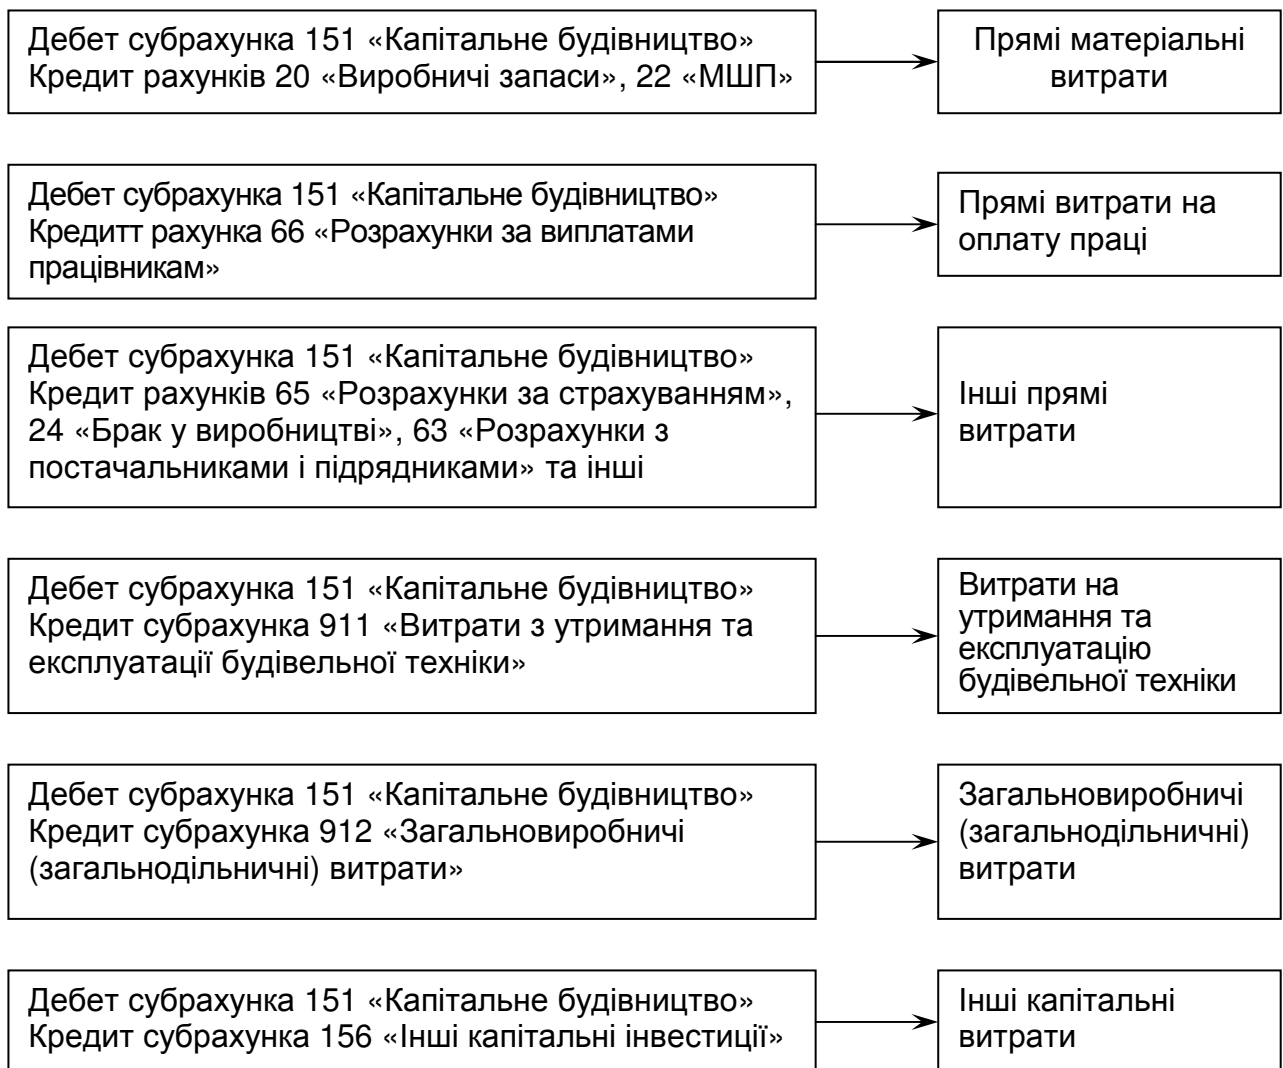 Дебет субрахунка 151 «Капітальне будівництво»
Кредит рахунків 20 «Виробничі запаси», 22 «МШП»
Прямі матеріальні
витрати
Дебет субрахунка 151 «Капітальне будівництво»
Кредитт рахунка 66 «Розрахунки за виплатами
працівникам»
Прямі витрати на
оплату праці
Дебет субрахунка 151 «Капітальне будівництво»
Кредит рахунків 65 «Розрахунки за страхуванням»,
24 «Брак у виробництві», 63 «Розрахунки з
постачальниками і підрядниками» та інші
Інші прямі
витрати
Дебет субрахунка 151 «Капітальне будівництво»
Кредит субрахунка 911 «Витрати з утримання та
експлуатації будівельної техніки»
Витрати на
утримання та
експлуатацію
будівельної техніки
Дебет субрахунка 151 «Капітальне будівництво»
Кредит субрахунка 912 «Загальновиробничі
(загальнодільничні) витрати»
Загальновиробничі
(загальнодільничні)
витрати
Дебет субрахунка 151 «Капітальне будівництво»
Кредит субрахунка 156 «Інші капітальні інвестиції»
Інші капітальні
витрати